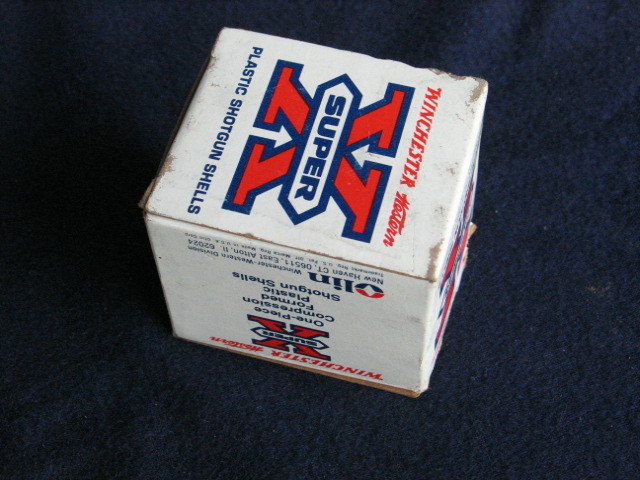 WINCHESTER Western
SUPER
X
PLASTIC SHOTGUN SHELLS
WINCHESTER Western
SUPER
X
One-Piece
Compression
Formed
Plastic
Shotgun Shells
Olin Winchester-Western Division
New Haven CT. 06511. East Alton. Il. 62024